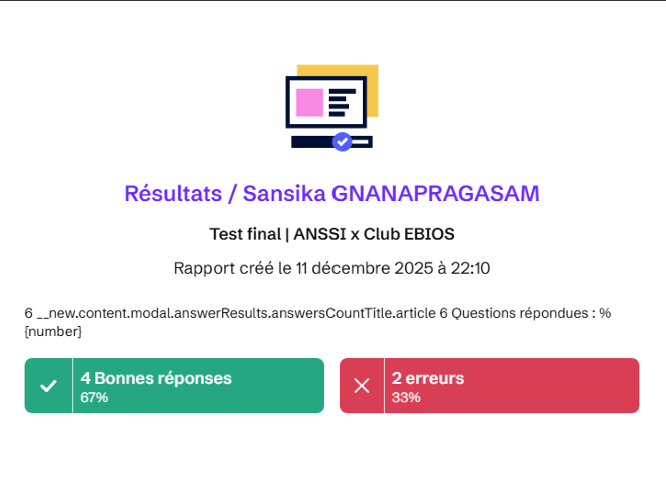 Résultats / Sansika GNANAPRAGASAM
Test final | ANSSI x Club EBIOS
Rapport créé le 11 décembre 2025 à 22:10
6 __new.content.modal.answerResults.answersCountTitle.article 6 Questions répondues : %
{number}
4 Bonnes réponses
67%
2 erreurs
33%